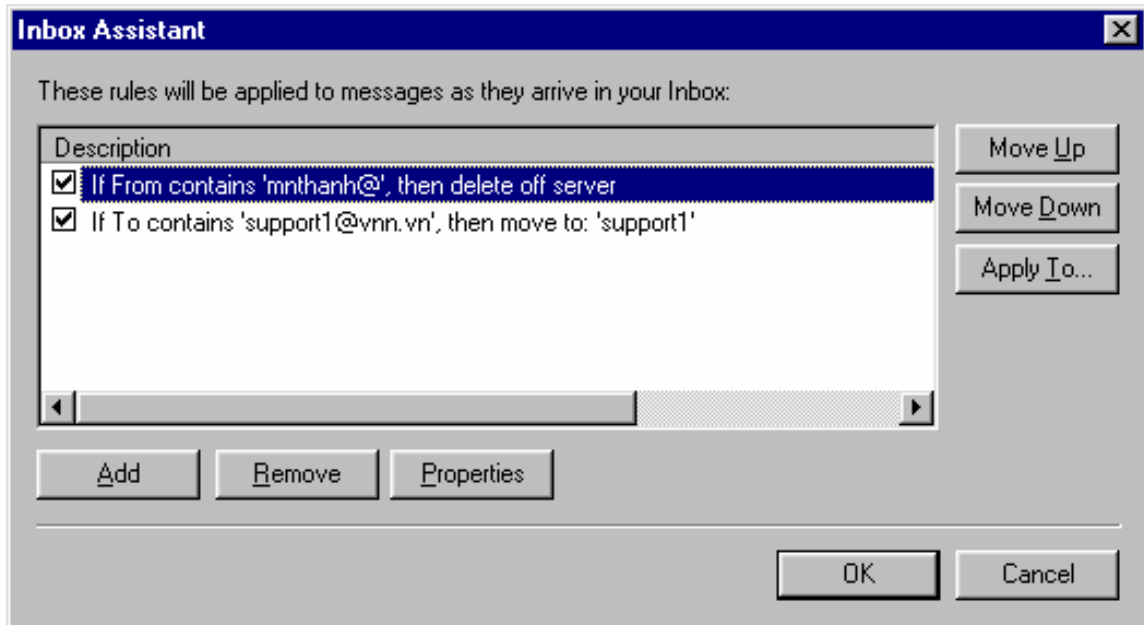 Inbox Assistant
These rules will be applied to messages as they arrive in your Inbox:
Description
If From contains 'mnthanh@', then delete off server
If To contains 'support1@vnn.vn', then move to: 'support1'
Move Up
Move Down
Apply To...
Add Remove Properties
OK Cancel